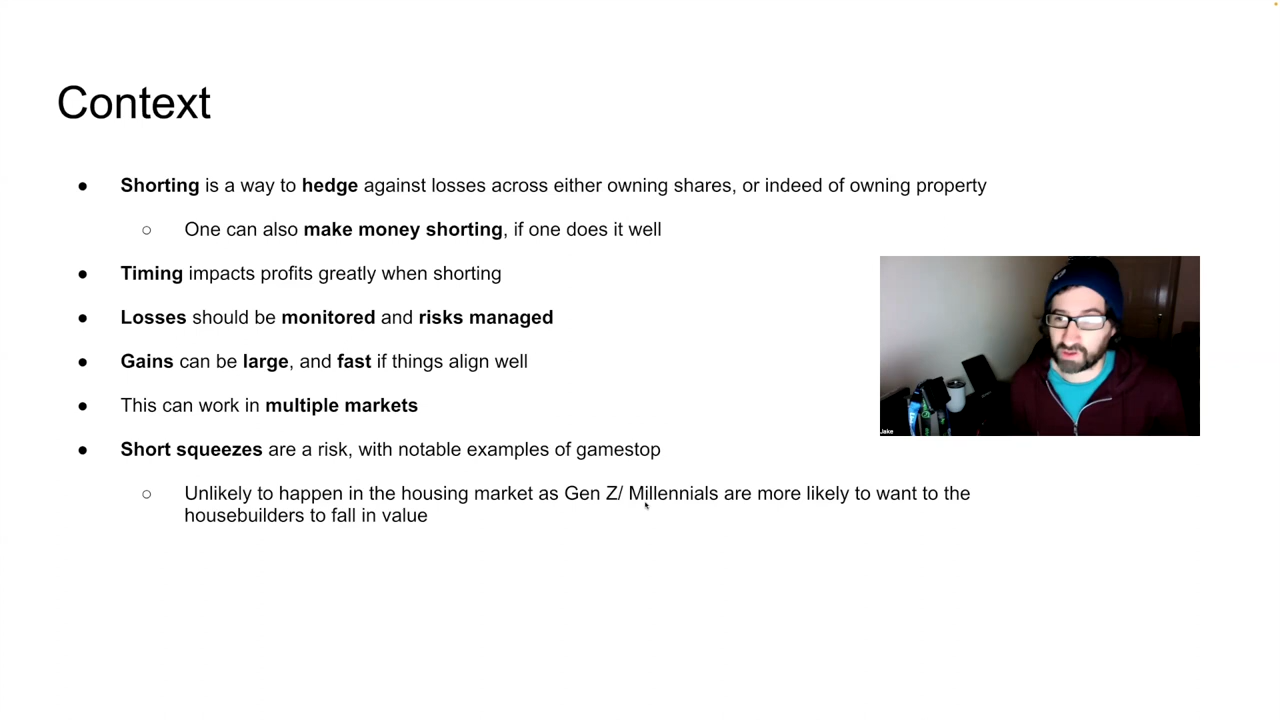 Context
● Shorting is a way to hedge against losses across either owning shares, or indeed of owning property
○ One can also make money shorting, if one does it well
● Timing impacts profits greatly when shorting
● Losses should be monitored and risks managed
● Gains can be large, and fast if things align well
● This can work in multiple markets
● Short squeezes are a risk, with notable examples of gamestop
○ Unlikely to happen in the housing market as Gen Z/ Millennials are more likely to want to the
housebuilders to fall in value
Jake